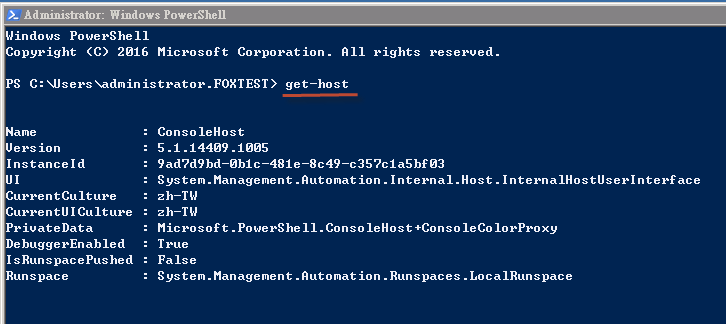 Administrator: Windows PowerShell
Windows PowerShell
Copyright (C) 2016 Microsoft Corporation. All rights reserved.
PS C:\Users\administrator.FOXTEST> get-host
Name             : ConsoleHost
Version          : 5.1.14409.1005
InstanceId       : 9ad7d9bd-0b1c-481e-8c49-c357c1a5bf03
UI               : System.Management.Automation.Internal.Host.InternalHostUserInterface
CurrentCulture   : zh-TW
CurrentUICulture : zh-TW
PrivateData      : Microsoft.PowerShell.ConsoleHost+ConsoleColorProxy
DebuggerEnabled  : True
IsRunspacePushed : False
Runspace         : System.Management.Automation.Runspaces.LocalRunspace